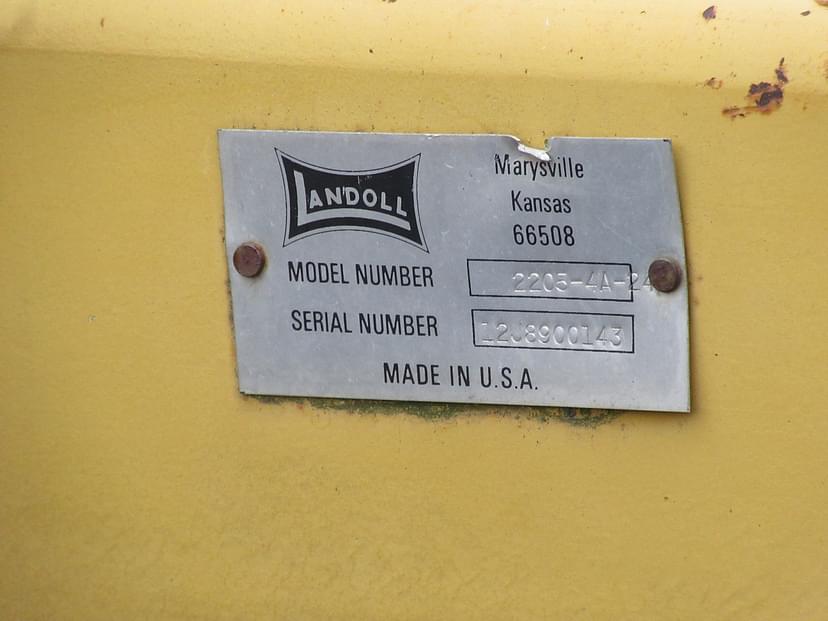 LANDOLL
Marysville
Kansas
66508
MODEL NUMBER 2205-4A-24
SERIAL NUMBER 12J8900143
MADE IN U.S.A.